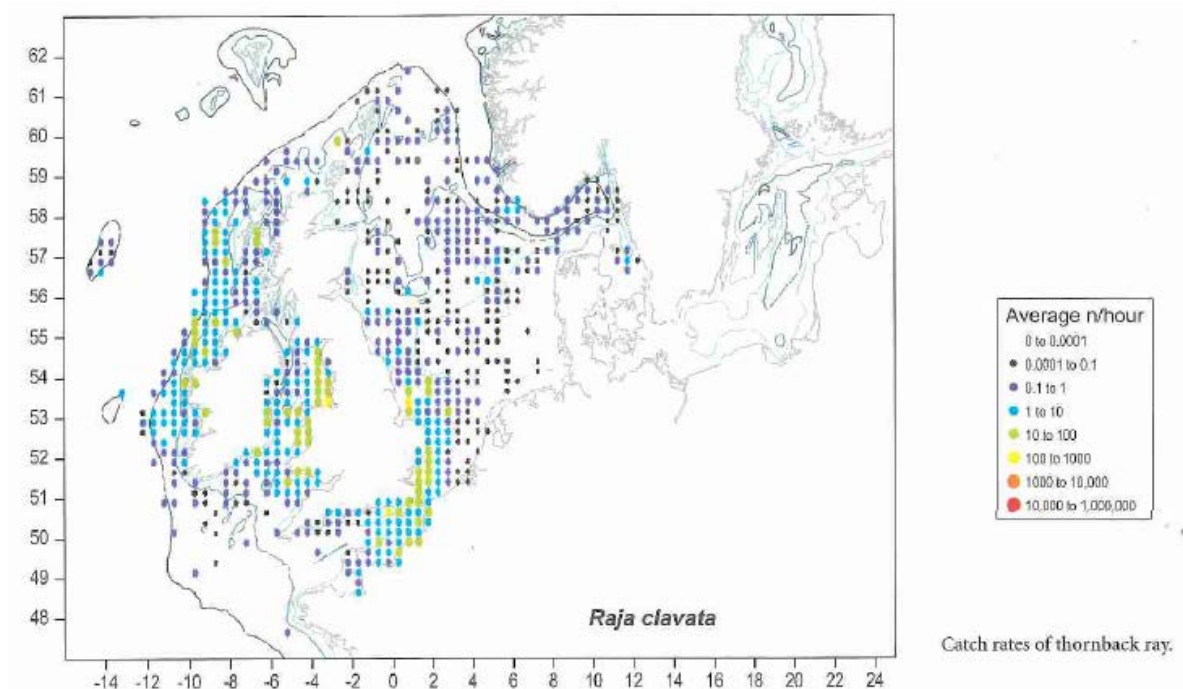 62
61
60
59
58
57
56
55
54
53
52
51
50
49
48
-14 -12 -10 -8 -6 -4 -2 0 2 4 6 8 10 12 14 16 18 20 22 24
Raja clavata
Average n/hour
0 to 0.0001
0.0001 to 0.1
0.1 to 1
1 to 10
10 to 100
100 to 1000
1000 to 10,000
10,000 to 1,000,000
Catch rates of thornback ray.